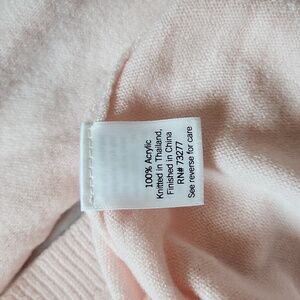 100% Acrylic
Knitted in Thailand,
Finished in China
RN# 73277
See reverse for care